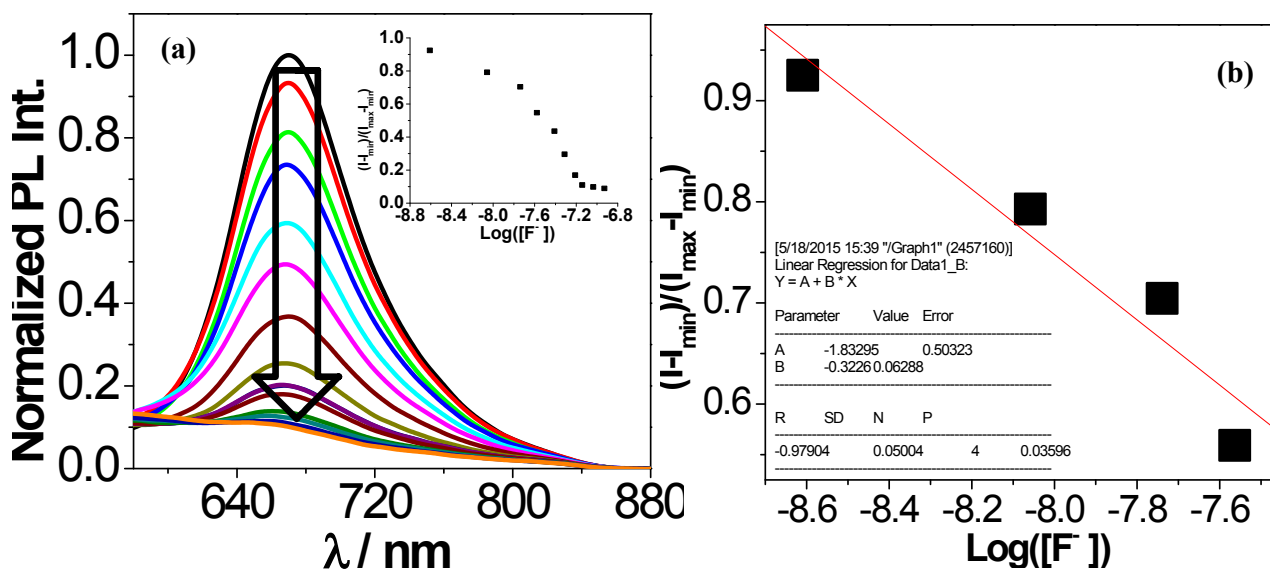 (a)
Normalized PL Int.
1.0
0.8
0.6
0.4
0.2
0.0
640 720 800 880
λ / nm
(I-I_min)/(I_max-I_min)
1.0
0.8
0.6
0.4
0.2
0.0
-8.8 -8.4 -8.0 -7.6 -7.2 -6.8
Log([F⁻ ])
(b)
(I-I_min)/(I_max-I_min)
0.9
0.8
0.7
0.6
[5/18/2015 15:39 "/Graph1" (2457160)]
Linear Regression for Data1_B:
Y = A + B * X
Parameter Value Error
A -1.83295 0.50323
B -0.3226 0.06288
R SD N P
-0.97904 0.05004 4 0.03596
-8.6 -8.4 -8.2 -8.0 -7.8 -7.6
Log([F⁻ ])